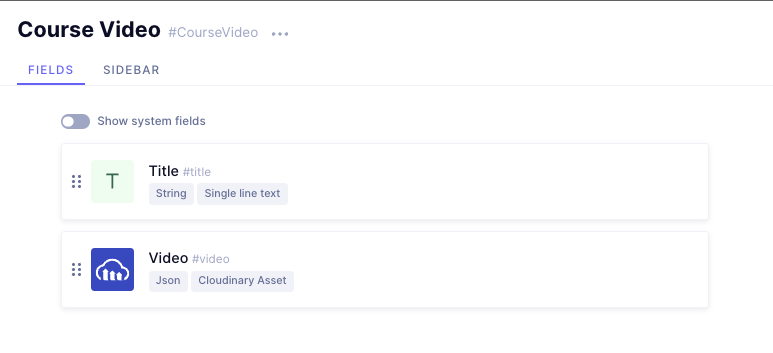 Course Video #CourseVideo
FIELDS SIDEBAR
Show system fields
T
Title #title
String Single line text
Video #video
Json Cloudinary Asset